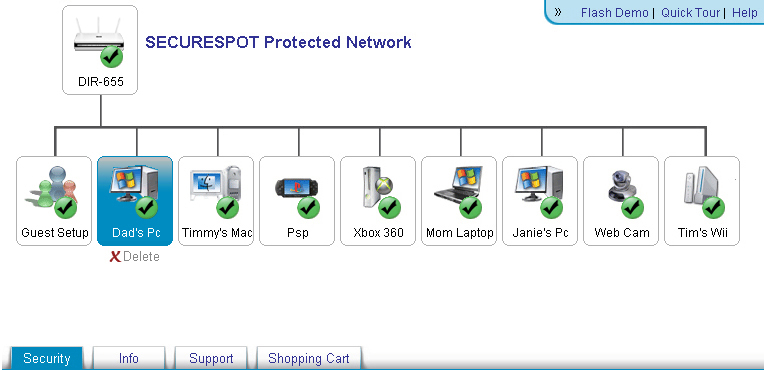 » Flash Demo | Quick Tour | Help
SECURESPOT Protected Network
DIR-655
Guest Setup
Dad's Pc
Timmy's Mac
Psp
Xbox 360
Mom Laptop
Janie's Pc
Web Cam
Tim's Wii
X Delete
Security
Info
Support
Shopping Cart